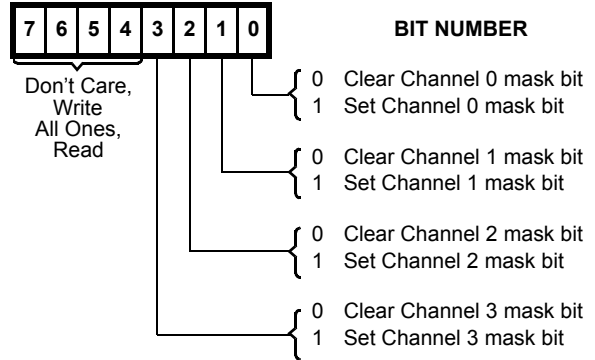 7 6 5 4 3 2 1 0 BIT NUMBER
Don't Care,
Write
All Ones,
Read
0 Clear Channel 0 mask bit
1 Set Channel 0 mask bit
0 Clear Channel 1 mask bit
1 Set Channel 1 mask bit
0 Clear Channel 2 mask bit
1 Set Channel 2 mask bit
0 Clear Channel 3 mask bit
1 Set Channel 3 mask bit